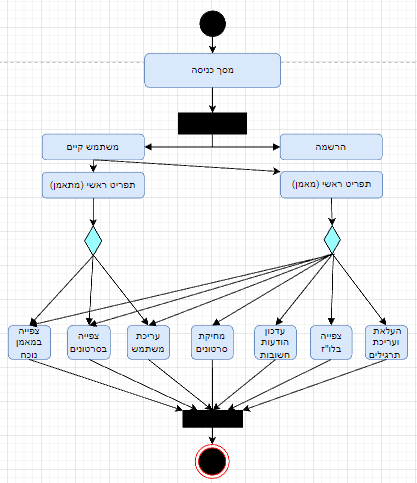 מסך כניסה
משתמש קיים
הרשמה
תפריט ראשי (מתאמן)
תפריט ראשי (מאמן)
צפייה
במאמן
נוכח
צפייה
בסרטונים
עריכת
משתמש
מחיקת
סרטונים
עדכון
הודעות
חשובות
צפייה
בלו"ז
העלאת
ועריכת
תרגילים